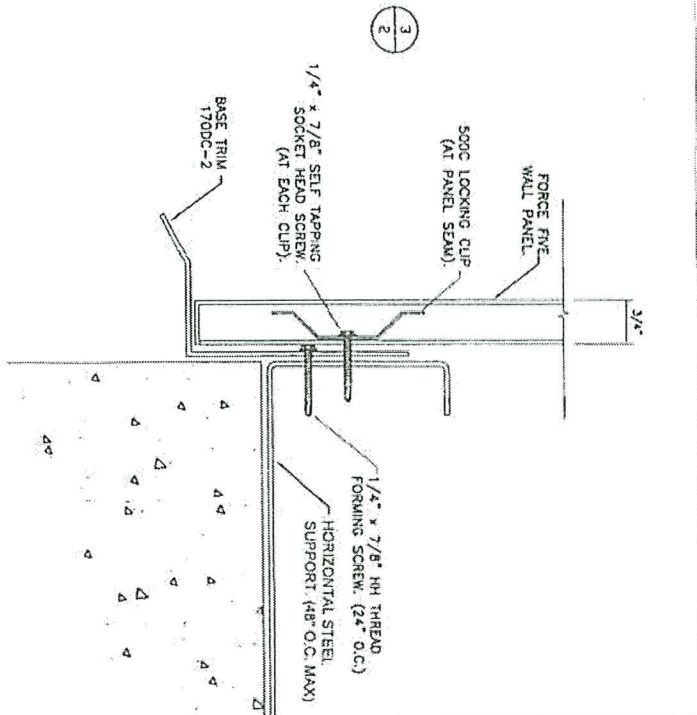 3
2
FORCE FIVE
WALL PANEL
3/4"
500C LOCKING CLIP
(AT PANEL SEAM).
1/4" x 7/8" SELF TAPPING
SOCKET HEAD SCREW.
(AT EACH CLIP).
BASE TRIM
170DC-2
1/4" x 7/8" HH THREAD
FORMING SCREW. (24" O.C.)
HORIZONTAL STEEL
SUPPORT. (48" O.C. MAX)